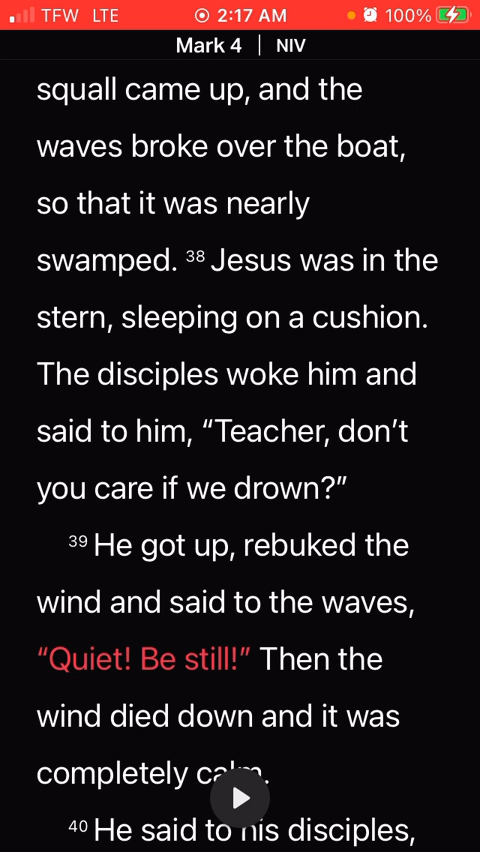 TFW LTE 2:17 AM 100%
Mark 4 | NIV
squall came up, and the
waves broke over the boat,
so that it was nearly
swamped. 38 Jesus was in the
stern, sleeping on a cushion.
The disciples woke him and
said to him, “Teacher, don’t
you care if we drown?”
39 He got up, rebuked the
wind and said to the waves,
“Quiet! Be still!” Then the
wind died down and it was
completely calm.
40 He said to his disciples,